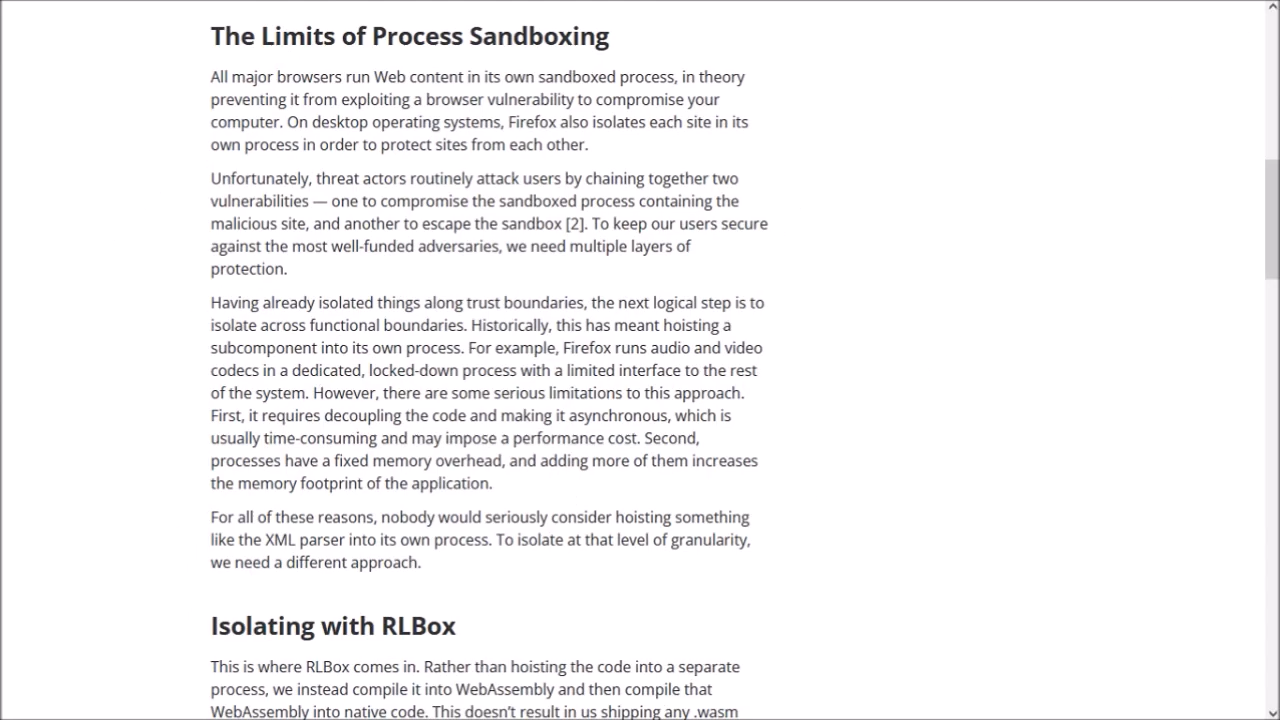 The Limits of Process Sandboxing
All major browsers run Web content in its own sandboxed process, in theory
preventing it from exploiting a browser vulnerability to compromise your
computer. On desktop operating systems, Firefox also isolates each site in its
own process in order to protect sites from each other.
Unfortunately, threat actors routinely attack users by chaining together two
vulnerabilities — one to compromise the sandboxed process containing the
malicious site, and another to escape the sandbox [2]. To keep our users secure
against the most well-funded adversaries, we need multiple layers of
protection.
Having already isolated things along trust boundaries, the next logical step is to
isolate across functional boundaries. Historically, this has meant hoisting a
subcomponent into its own process. For example, Firefox runs audio and video
codecs in a dedicated, locked-down process with a limited interface to the rest
of the system. However, there are some serious limitations to this approach.
First, it requires decoupling the code and making it asynchronous, which is
usually time-consuming and may impose a performance cost. Second,
processes have a fixed memory overhead, and adding more of them increases
the memory footprint of the application.
For all of these reasons, nobody would seriously consider hoisting something
like the XML parser into its own process. To isolate at that level of granularity,
we need a different approach.
Isolating with RLBox
This is where RLBox comes in. Rather than hoisting the code into a separate
process, we instead compile it into WebAssembly and then compile that
WebAssembly into native code. This doesn't result in us shipping any .wasm